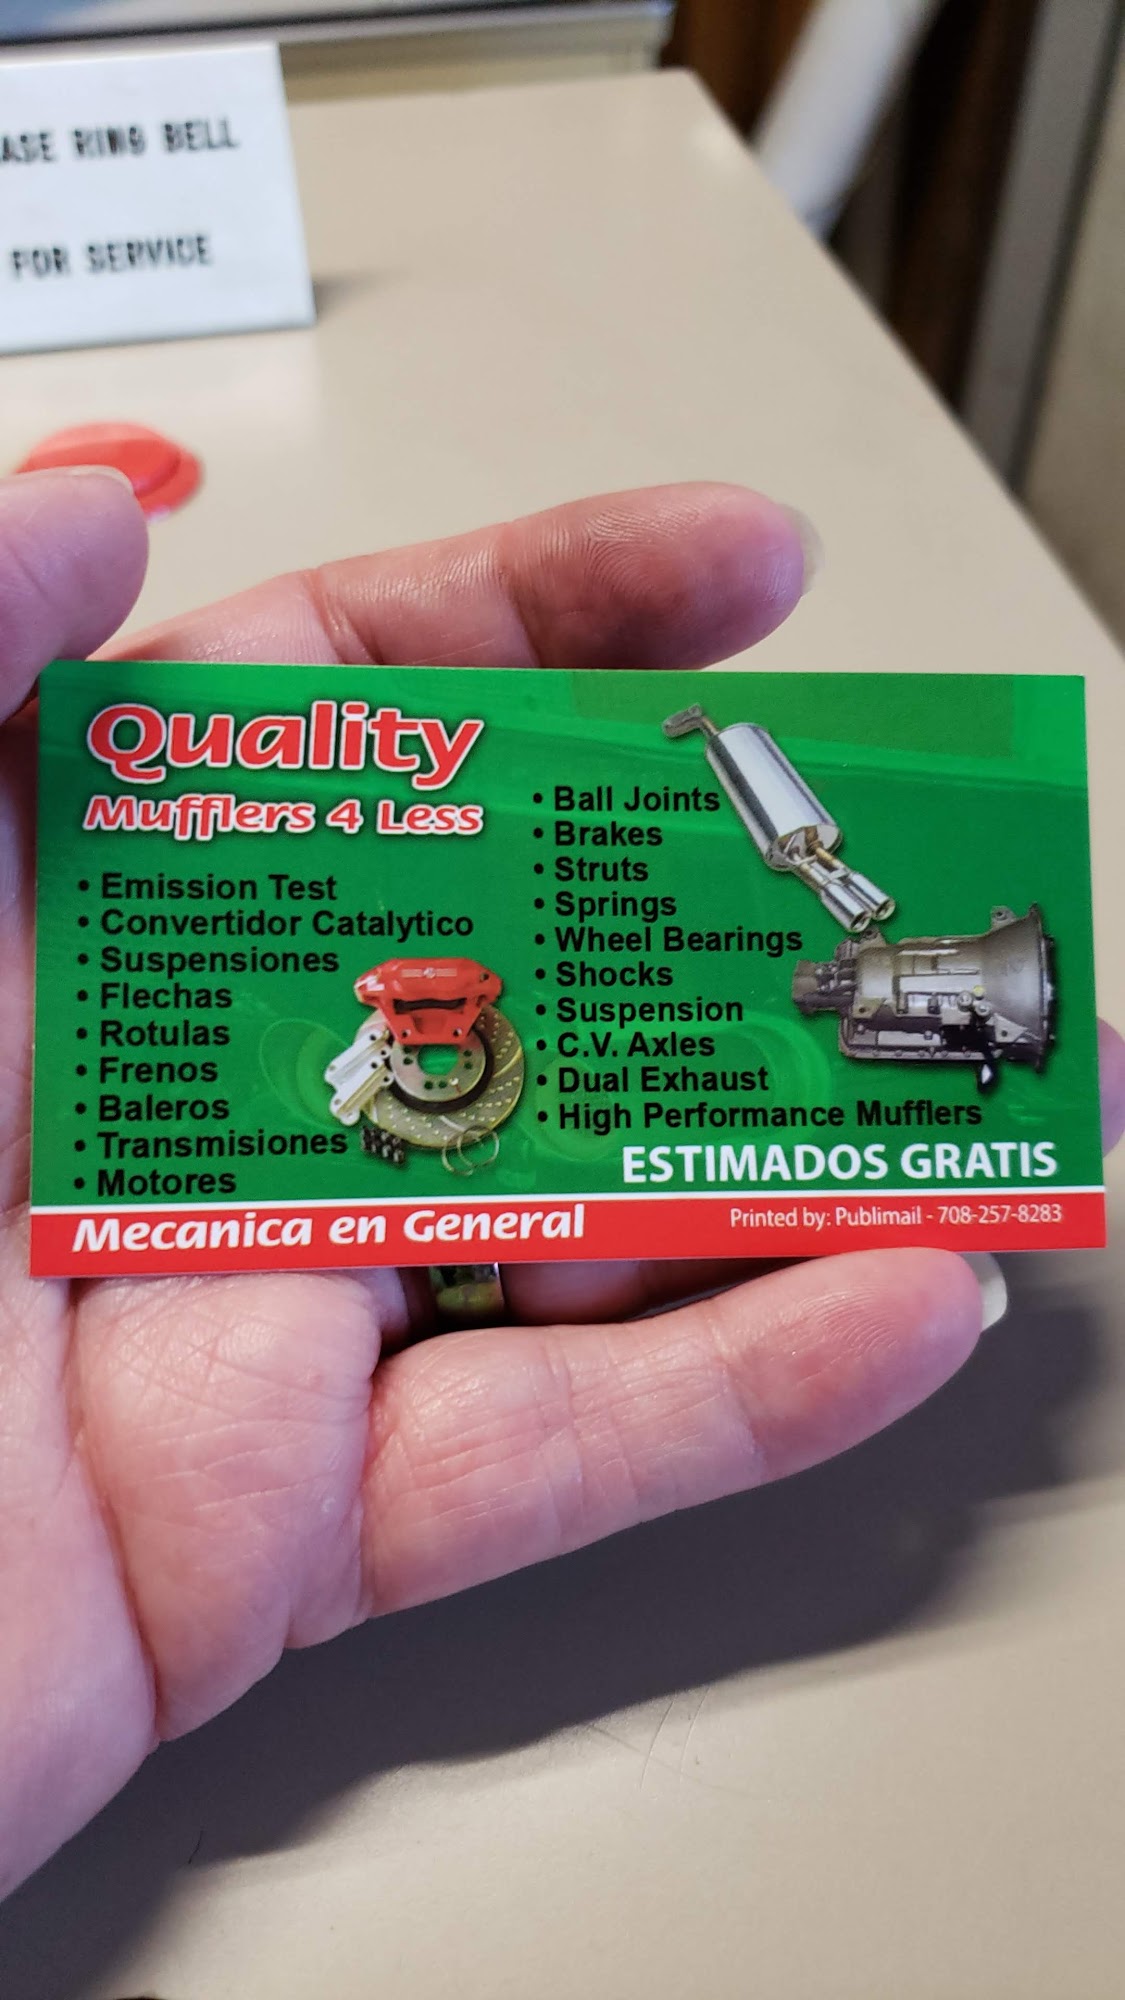 ASE RING BELL
FOR SERVICE
Quality
Mufflers 4 Less
• Emission Test
• Convertidor Catalytico
• Suspensiones
• Flechas
• Rotulas
• Frenos
• Baleros
• Transmisiones
• Motores
• Ball Joints
• Brakes
• Struts
• Springs
• Wheel Bearings
• Shocks
• Suspension
• C.V. Axles
• Dual Exhaust
• High Performance Mufflers
ESTIMADOS GRATIS
Mecanica en General
Printed by: Publimail - 708-257-8283